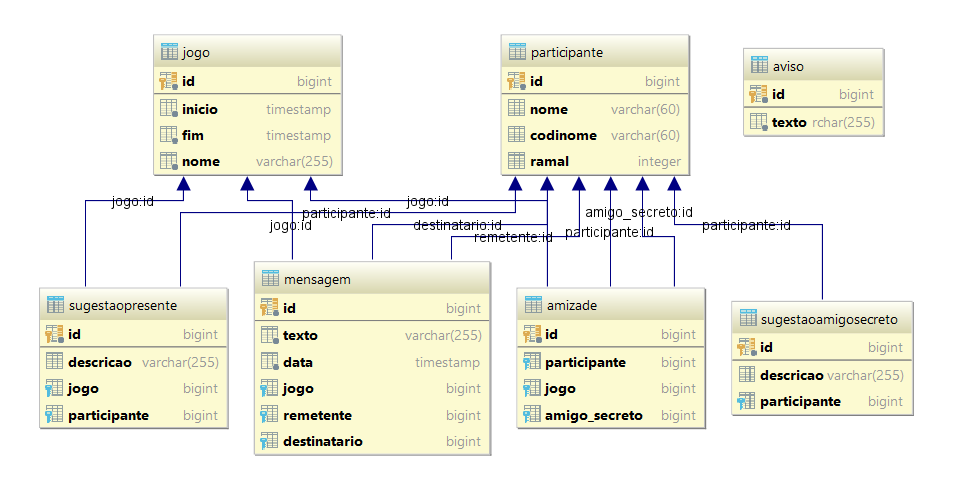 jogo
id bigint
inicio timestamp
fim timestamp
nome varchar(255)
participante
id bigint
nome varchar(60)
codinome varchar(60)
ramal integer
aviso
id bigint
texto rchar(255)
jogo:id
participante:id
jogo:id
jogo:id
destinatario:id
remetente:id
amigo_secreto:id
participante:id
participante:id
sugestaopresente
id bigint
descricao varchar(255)
jogo bigint
participante bigint
mensagem
id bigint
texto varchar(255)
data timestamp
jogo bigint
remetente bigint
destinatario bigint
amizade
id bigint
participante bigint
jogo bigint
amigo_secreto bigint
sugestaoamigosecreto
id bigint
descricao varchar(255)
participante bigint